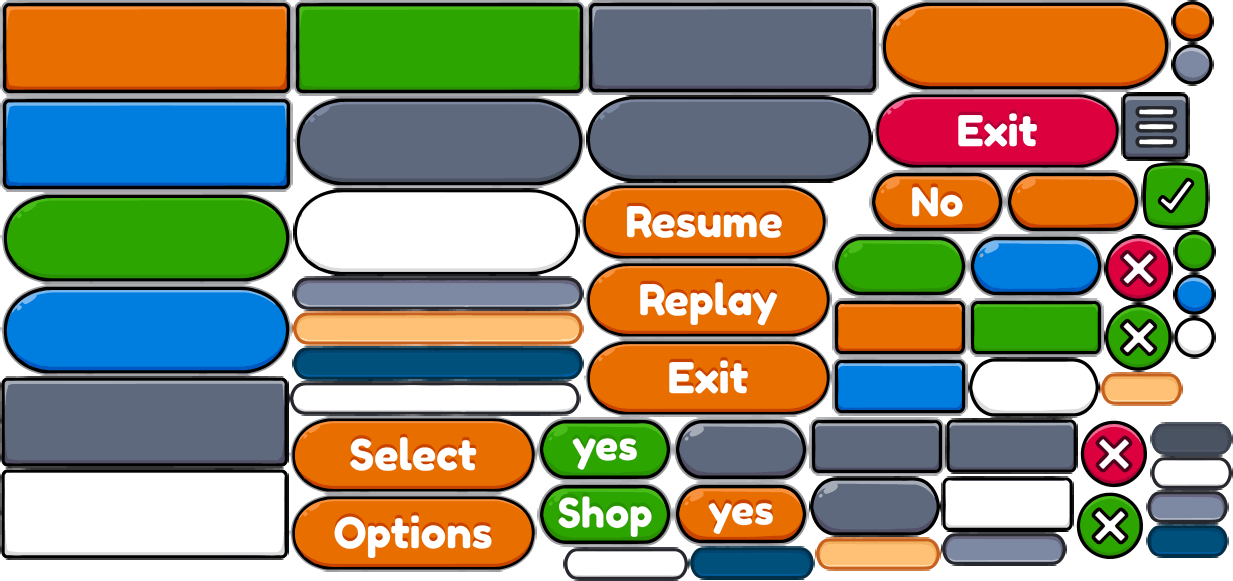 Exit
No
Resume
Replay
Exit
Select
yes
Shop
yes
Options